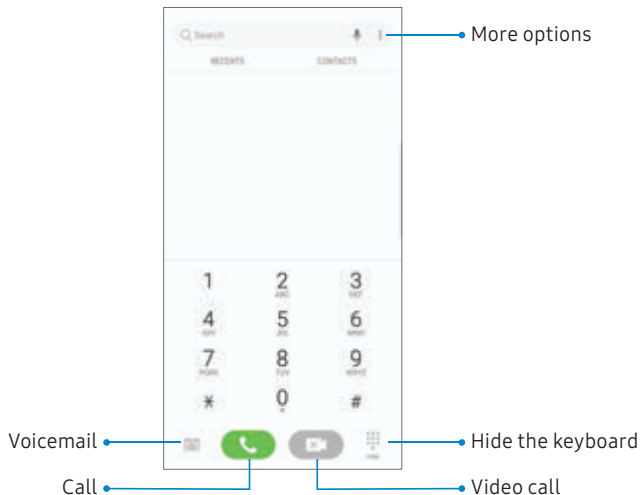 Search
More options
RECENTS CONTACTS
1 2 3
ABC DEF
4 5 6
GHI JKL MNO
7 8 9
PQRS TUV WXYZ
* 0 #
+
Voicemail
Hide the keyboard
Call
Video call